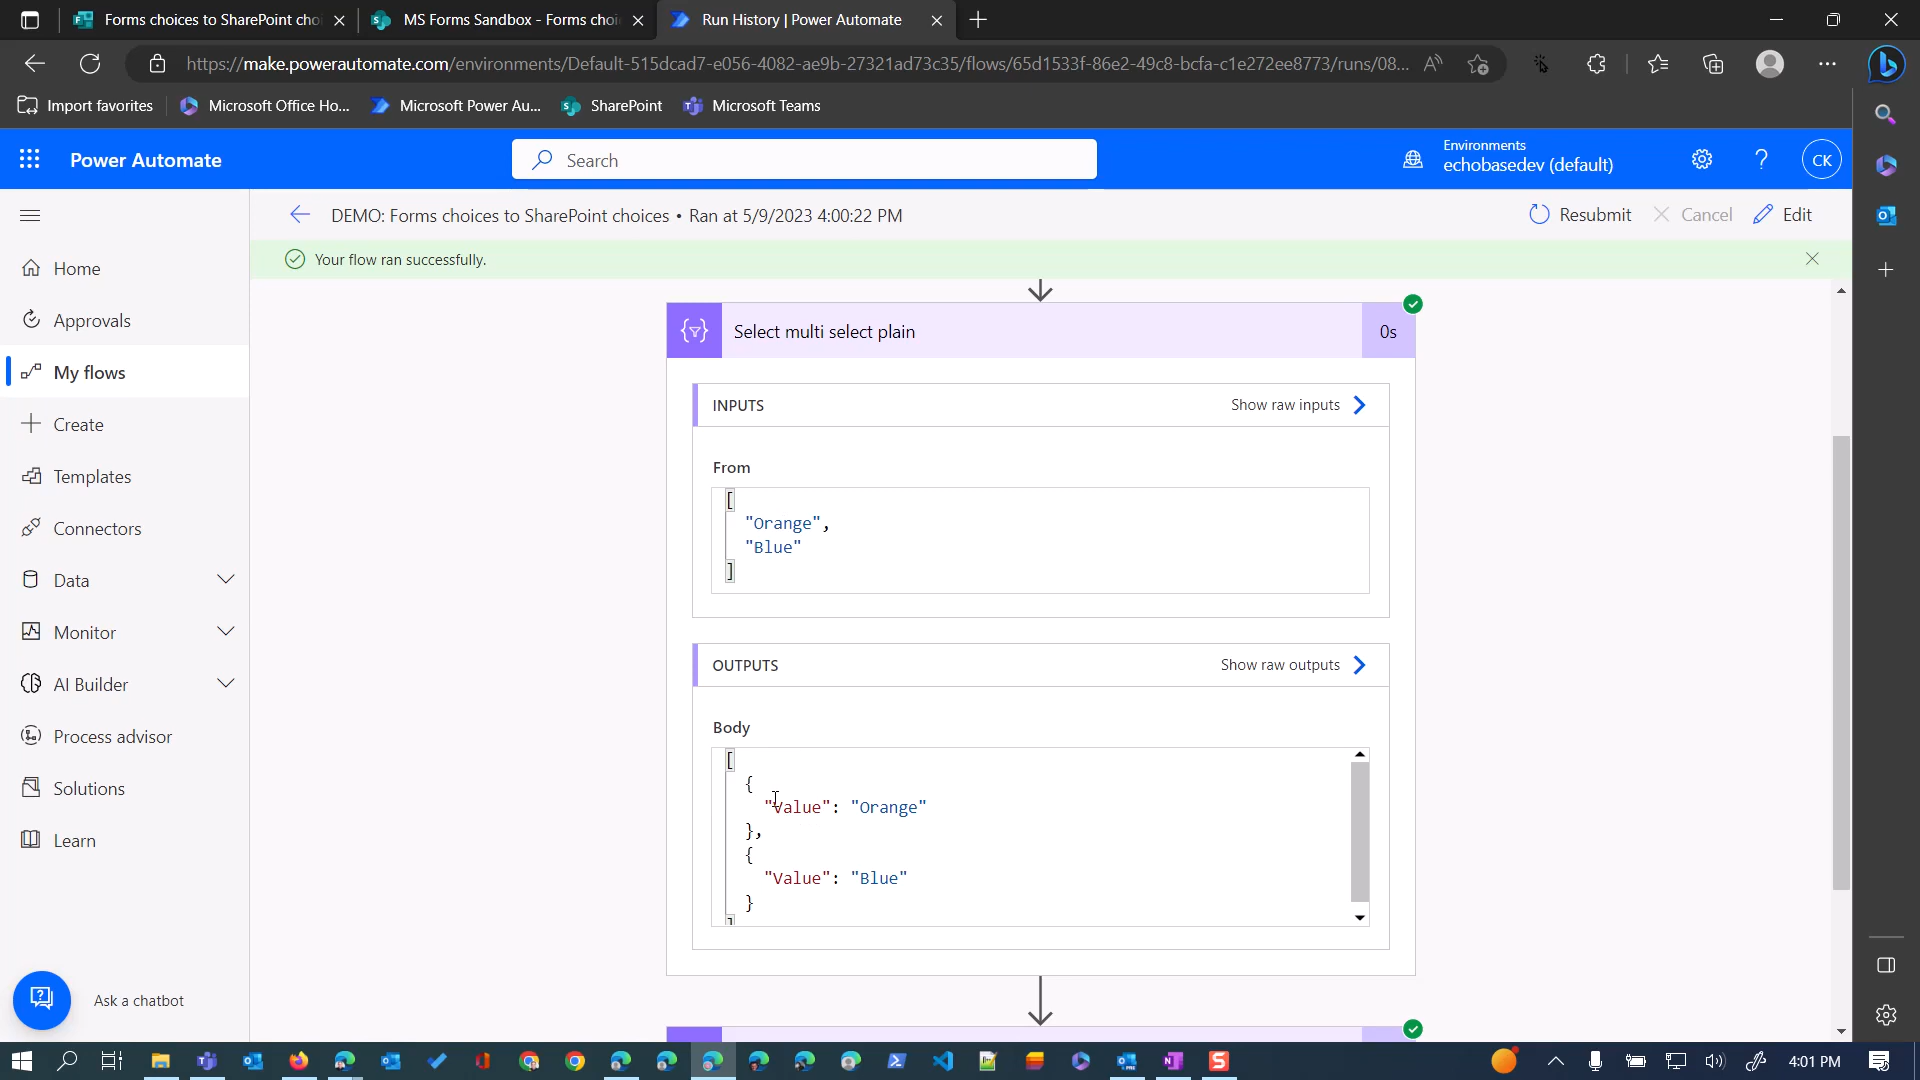 Forms choices to SharePoint cho
MS Forms Sandbox - Forms choi
Run History | Power Automate
https://make.powerautomate.com/environments/Default-515dcad7-e056-4082-ae9b-27321ad73c35/flows/65d1533f-86e2-49c8-bcfa-c1e272ee8773/runs/08...
Import favorites
Microsoft Office Ho...
Microsoft Power Au...
SharePoint
Microsoft Teams
Power Automate
Search
Environments
echobasedev (default)
CK
DEMO: Forms choices to SharePoint choices • Ran at 5/9/2023 4:00:22 PM
Resubmit
Cancel
Edit
Your flow ran successfully.
Home
Approvals
My flows
Create
Templates
Connectors
Data
Monitor
AI Builder
Process advisor
Solutions
Learn
Ask a chatbot
Select multi select plain
0s
INPUTS
Show raw inputs
From
[
"Orange",
"Blue"
]
OUTPUTS
Show raw outputs
Body
[
{
"Value": "Orange"
},
{
"Value": "Blue"
}
]
4:01 PM